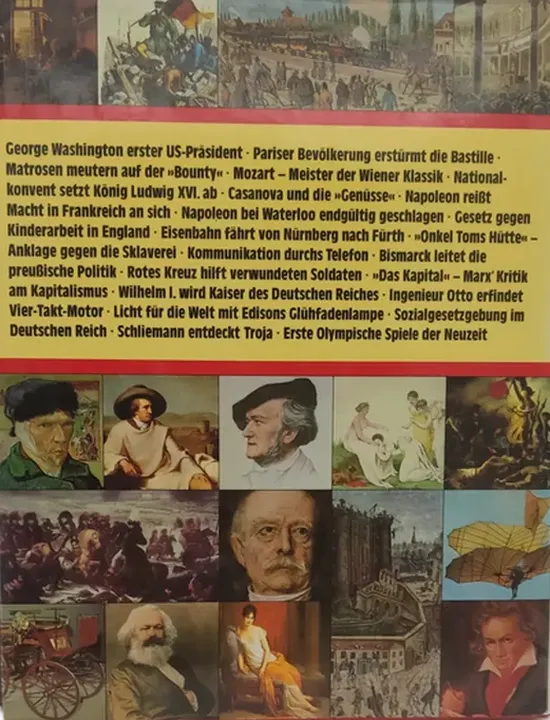 George Washington erster US-Präsident · Pariser Bevölkerung erstürmt die Bastille ·
Matrosen meutern auf der »Bounty« · Mozart – Meister der Wiener Klassik · National-
konvent setzt König Ludwig XVI. ab · Casanova und die »Genüsse« · Napoleon reißt
Macht in Frankreich an sich · Napoleon bei Waterloo endgültig geschlagen · Gesetz gegen
Kinderarbeit in England · Eisenbahn fährt von Nürnberg nach Fürth · »Onkel Toms Hütte« –
Anklage gegen die Sklaverei · Kommunikation durchs Telefon · Bismarck leitet die
preußische Politik · Rotes Kreuz hilft verwundeten Soldaten · »Das Kapital« – Marx' Kritik
am Kapitalismus · Wilhelm I. wird Kaiser des Deutschen Reiches · Ingenieur Otto erfindet
Vier-Takt-Motor · Licht für die Welt mit Edisons Glühfadenlampe · Sozialgesetzgebung im
Deutschen Reich · Schliemann entdeckt Troja · Erste Olympische Spiele der Neuzeit